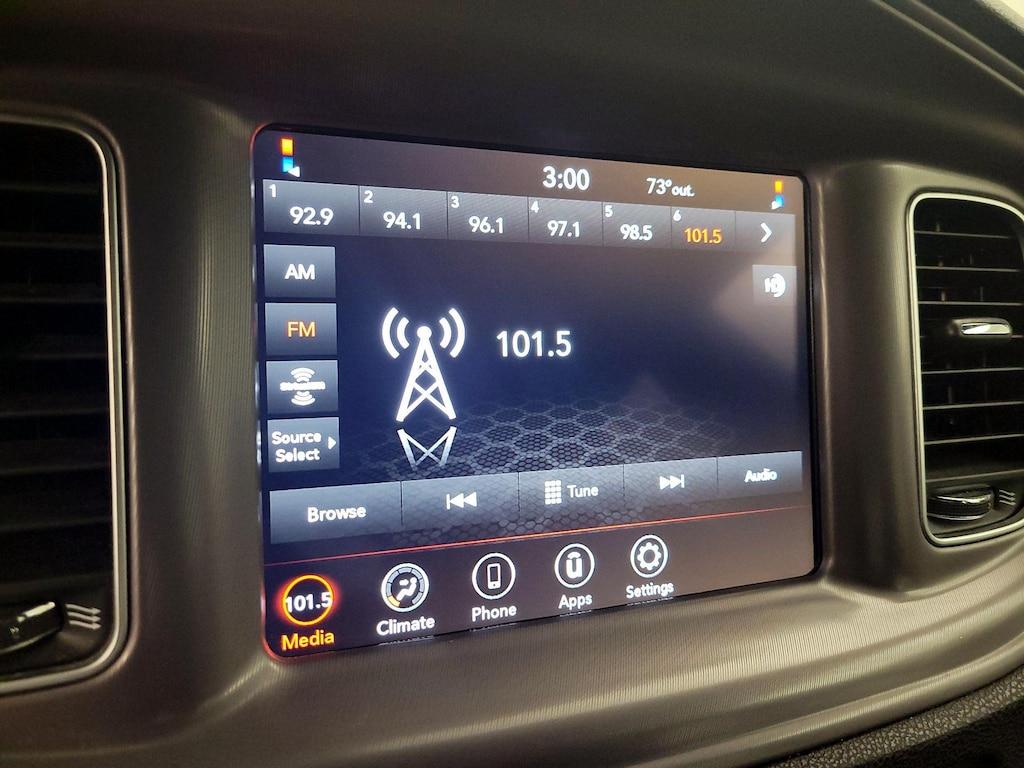 3:00 73° out.
1 92.9 2 94.1 3 96.1 4 97.1 5 98.5 6 101.5
AM
HD
FM
101.5
SiriusXM
Source
Select
Browse Tune Audio
101.5
Media Climate Phone Apps Settings